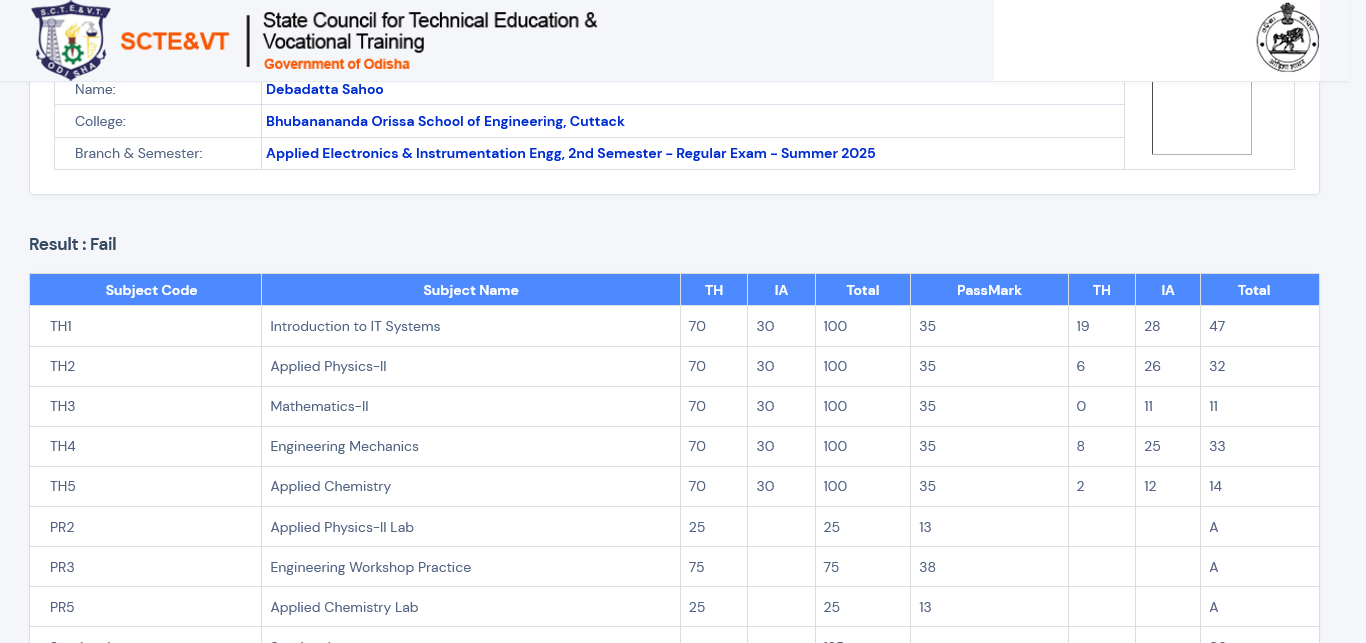 S.C.T.E.&V.T.
ODISHA
SCTE&VT
State Council for Technical Education &
Vocational Training
Government of Odisha
Name: Debadatta Sahoo
College: Bhubanananda Orissa School of Engineering, Cuttack
Branch & Semester: Applied Electronics & Instrumentation Engg, 2nd Semester - Regular Exam - Summer 2025
Result : Fail
Subject Code Subject Name TH IA Total PassMark TH IA Total
TH1 Introduction to IT Systems 70 30 100 35 19 28 47
TH2 Applied Physics-II 70 30 100 35 6 26 32
TH3 Mathematics-II 70 30 100 35 0 11 11
TH4 Engineering Mechanics 70 30 100 35 8 25 33
TH5 Applied Chemistry 70 30 100 35 2 12 14
PR2 Applied Physics-II Lab 25 25 13 A
PR3 Engineering Workshop Practice 75 75 38 A
PR5 Applied Chemistry Lab 25 25 13 A